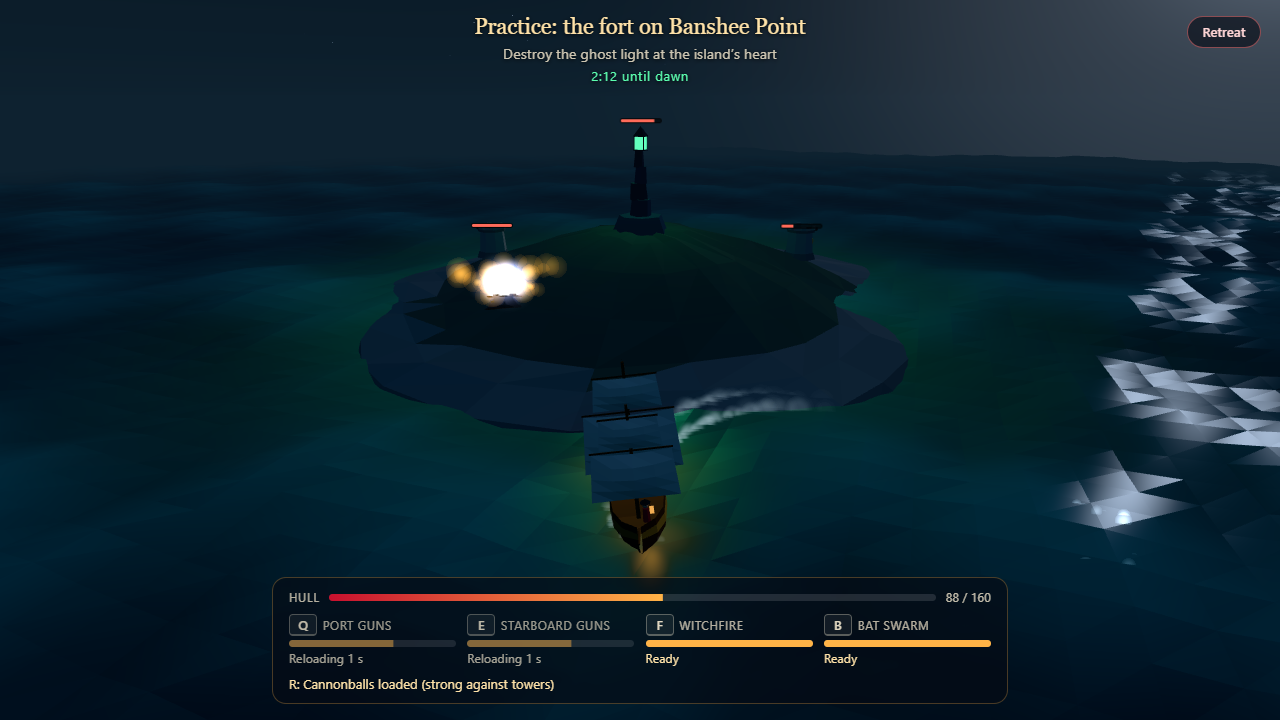 Practice: the fort on Banshee Point
Destroy the ghost light at the island's heart
2:12 until dawn
Retreat
HULL 88 / 160
Q PORT GUNS E STARBOARD GUNS F WITCHFIRE B BAT SWARM
Reloading 1 s Reloading 1 s Ready Ready
R: Cannonballs loaded (strong against towers)